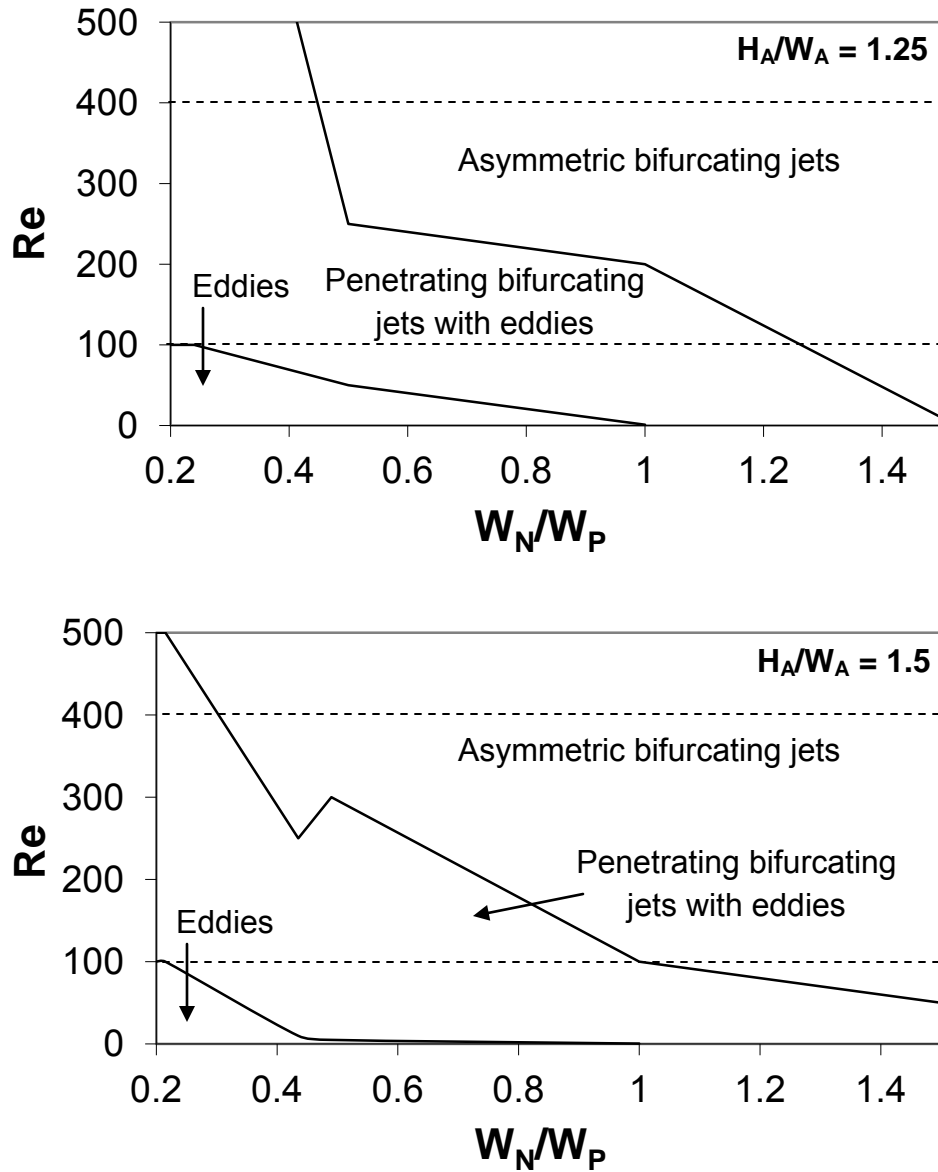 500
H_A/W_A = 1.25
400
Asymmetric bifurcating jets
300
Re
200
Eddies
Penetrating bifurcating
jets with eddies
100
0
0.2 0.4 0.6 0.8 1 1.2 1.4
W_N/W_P
500
H_A/W_A = 1.5
400
Asymmetric bifurcating jets
300
Re
200
Penetrating bifurcating
jets with eddies
Eddies
100
0
0.2 0.4 0.6 0.8 1 1.2 1.4
W_N/W_P